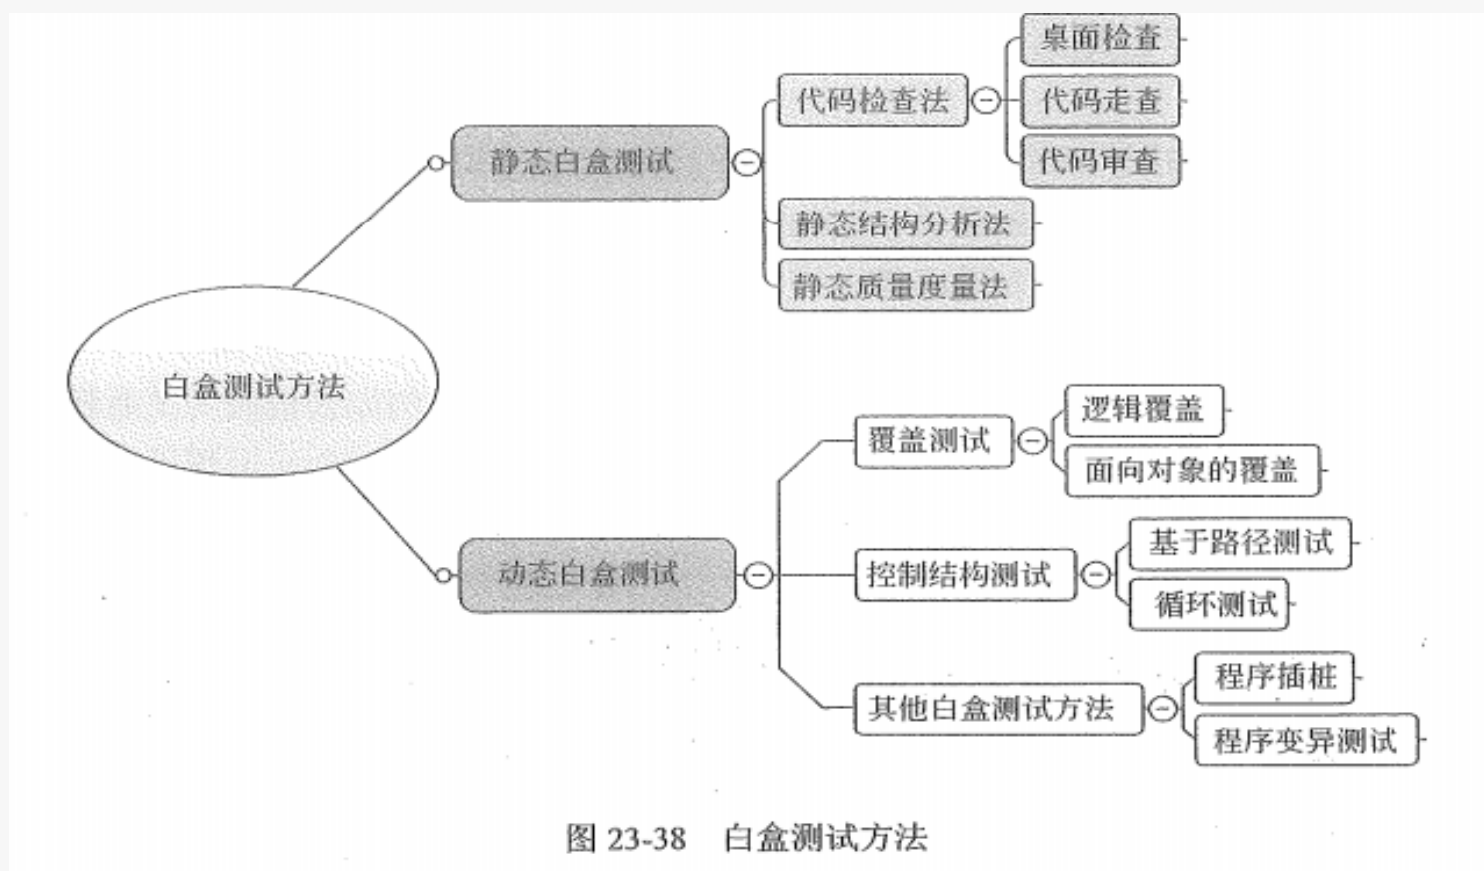 桌面检查
代码检查法
代码走查
代码审查
静态白盒测试
静态结构分析法
静态质量度量法
白盒测试方法
逻辑覆盖
覆盖测试
面向对象的覆盖
基于路径测试
动态白盒测试
控制结构测试
循环测试
程序插桩
其他白盒测试方法
程序变异测试
图 23-38 白盒测试方法